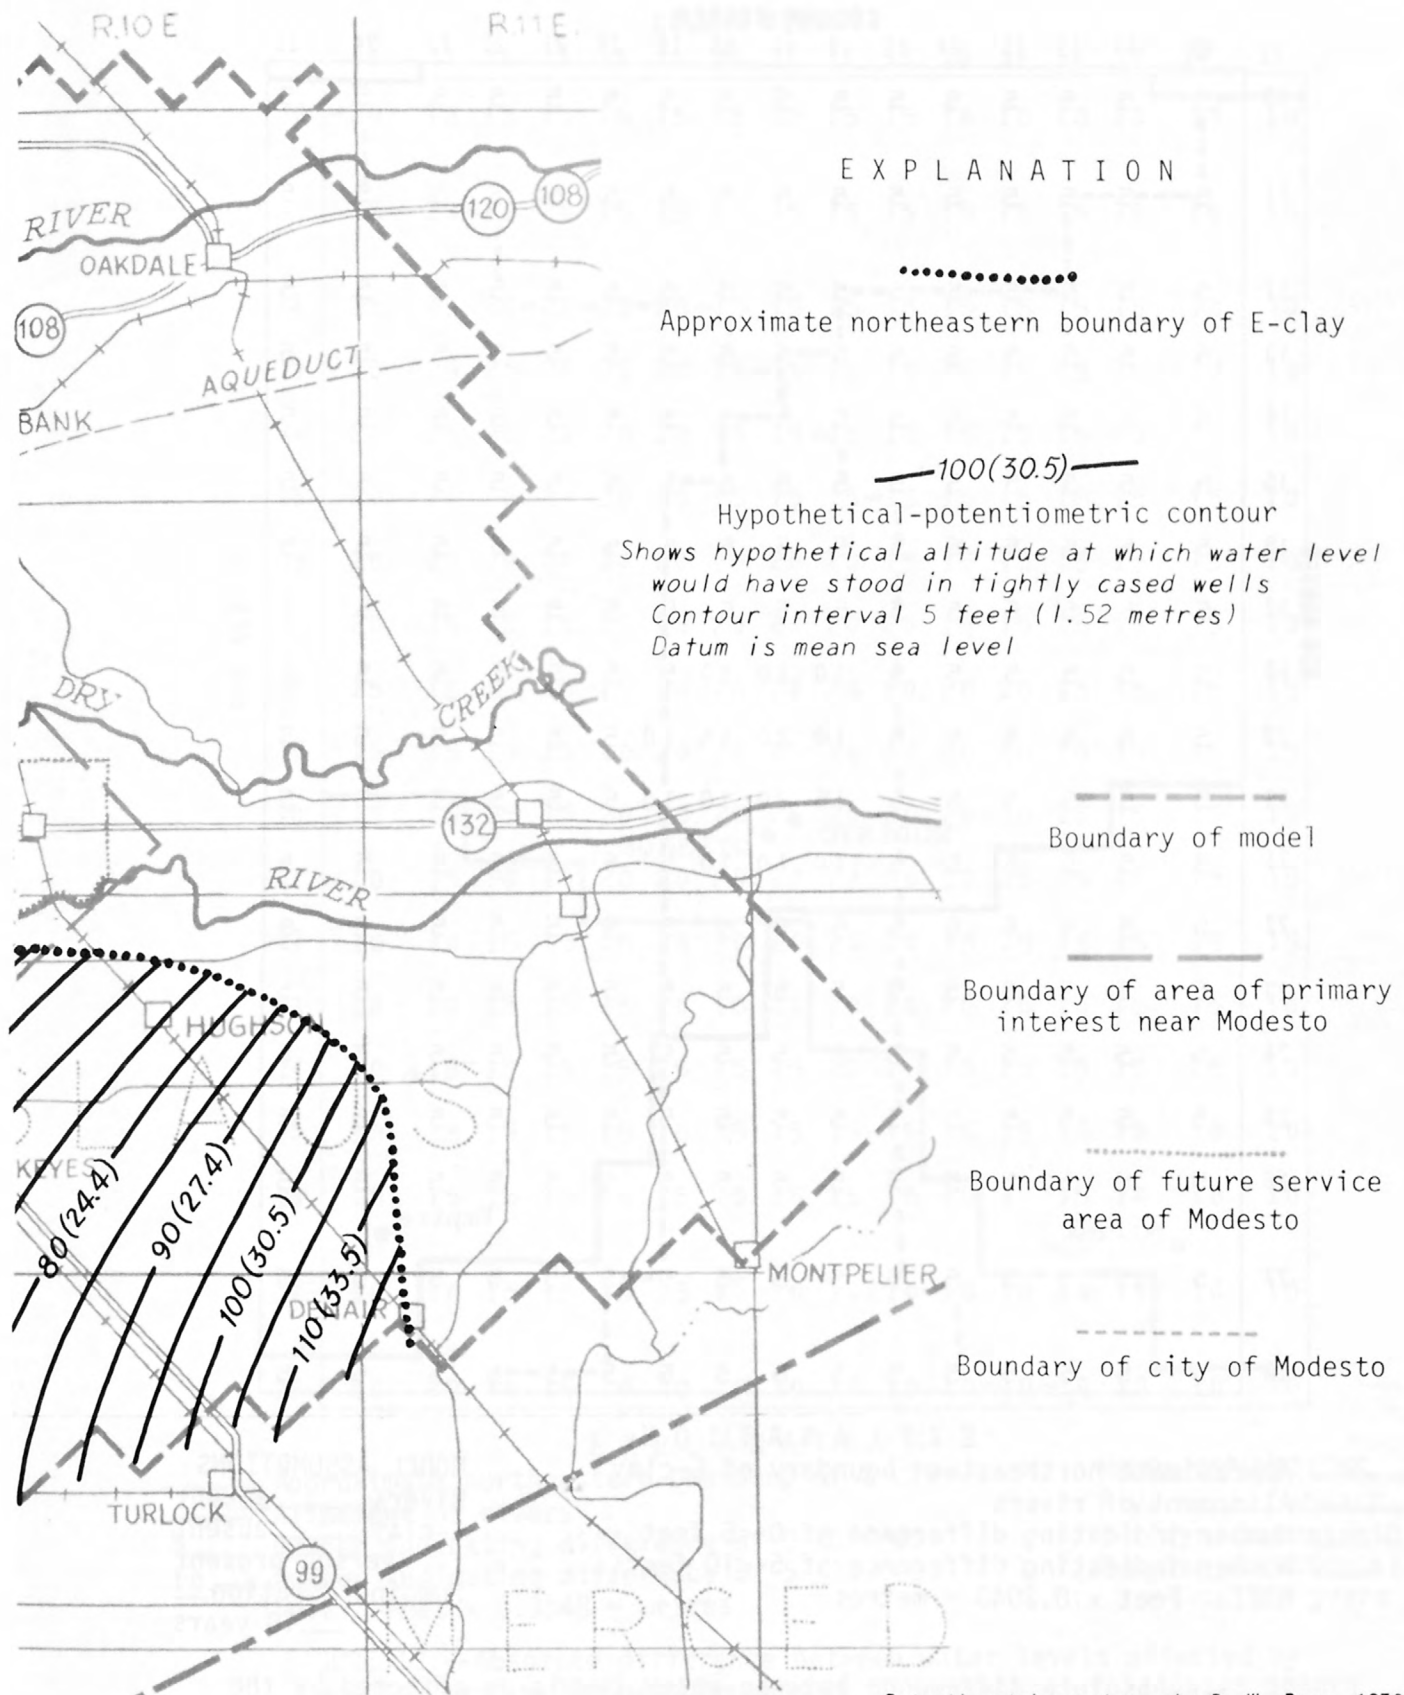 R.10 E
R.11 E.
EXPLANATION
RIVER
120
108
OAKDALE
108
Approximate northeastern boundary of E-clay
AQUEDUCT
BANK
100(30.5)
Hypothetical-potentiometric contour
Shows hypothetical altitude at which water level
would have stood in tightly cased wells
Contour interval 5 feet (1.52 metres)
Datum is mean sea level
DRY
CREEK
132
Boundary of model
RIVER
Boundary of area of primary
interest near Modesto
HUGHSON
SLAUS
KEYES
80(24.4)
90(27.4)
100(30.5)
110(33.5)
Boundary of future service
area of Modesto
MONTPELIER
DENAIR
Boundary of city of Modesto
TURLOCK
99
MERCED